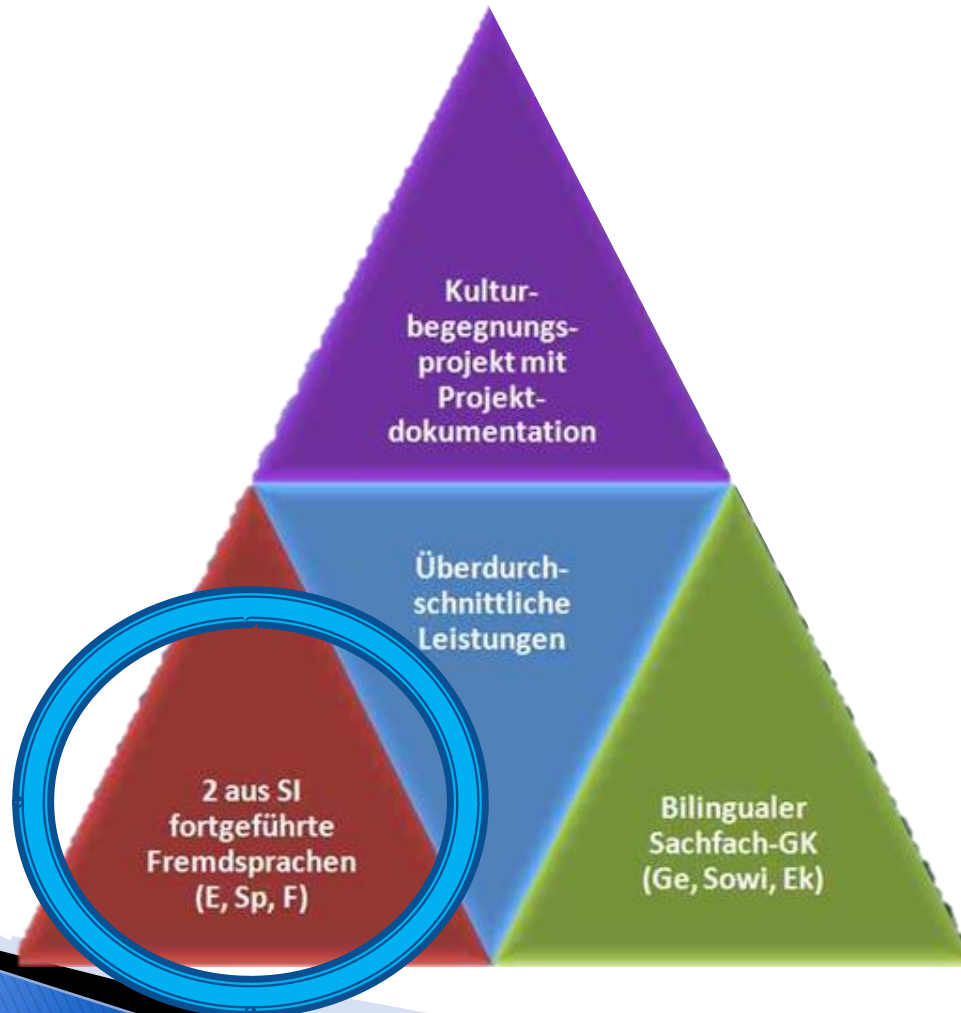 Kultur-
begegnungs-
projekt mit
Projekt-
dokumentation
Überdurch-
schnittliche
Leistungen
2 aus SI
fortgeführte
Fremdsprachen
(E, Sp, F)
Bilingualer
Sachfach-GK
(Ge, Sowi, Ek)